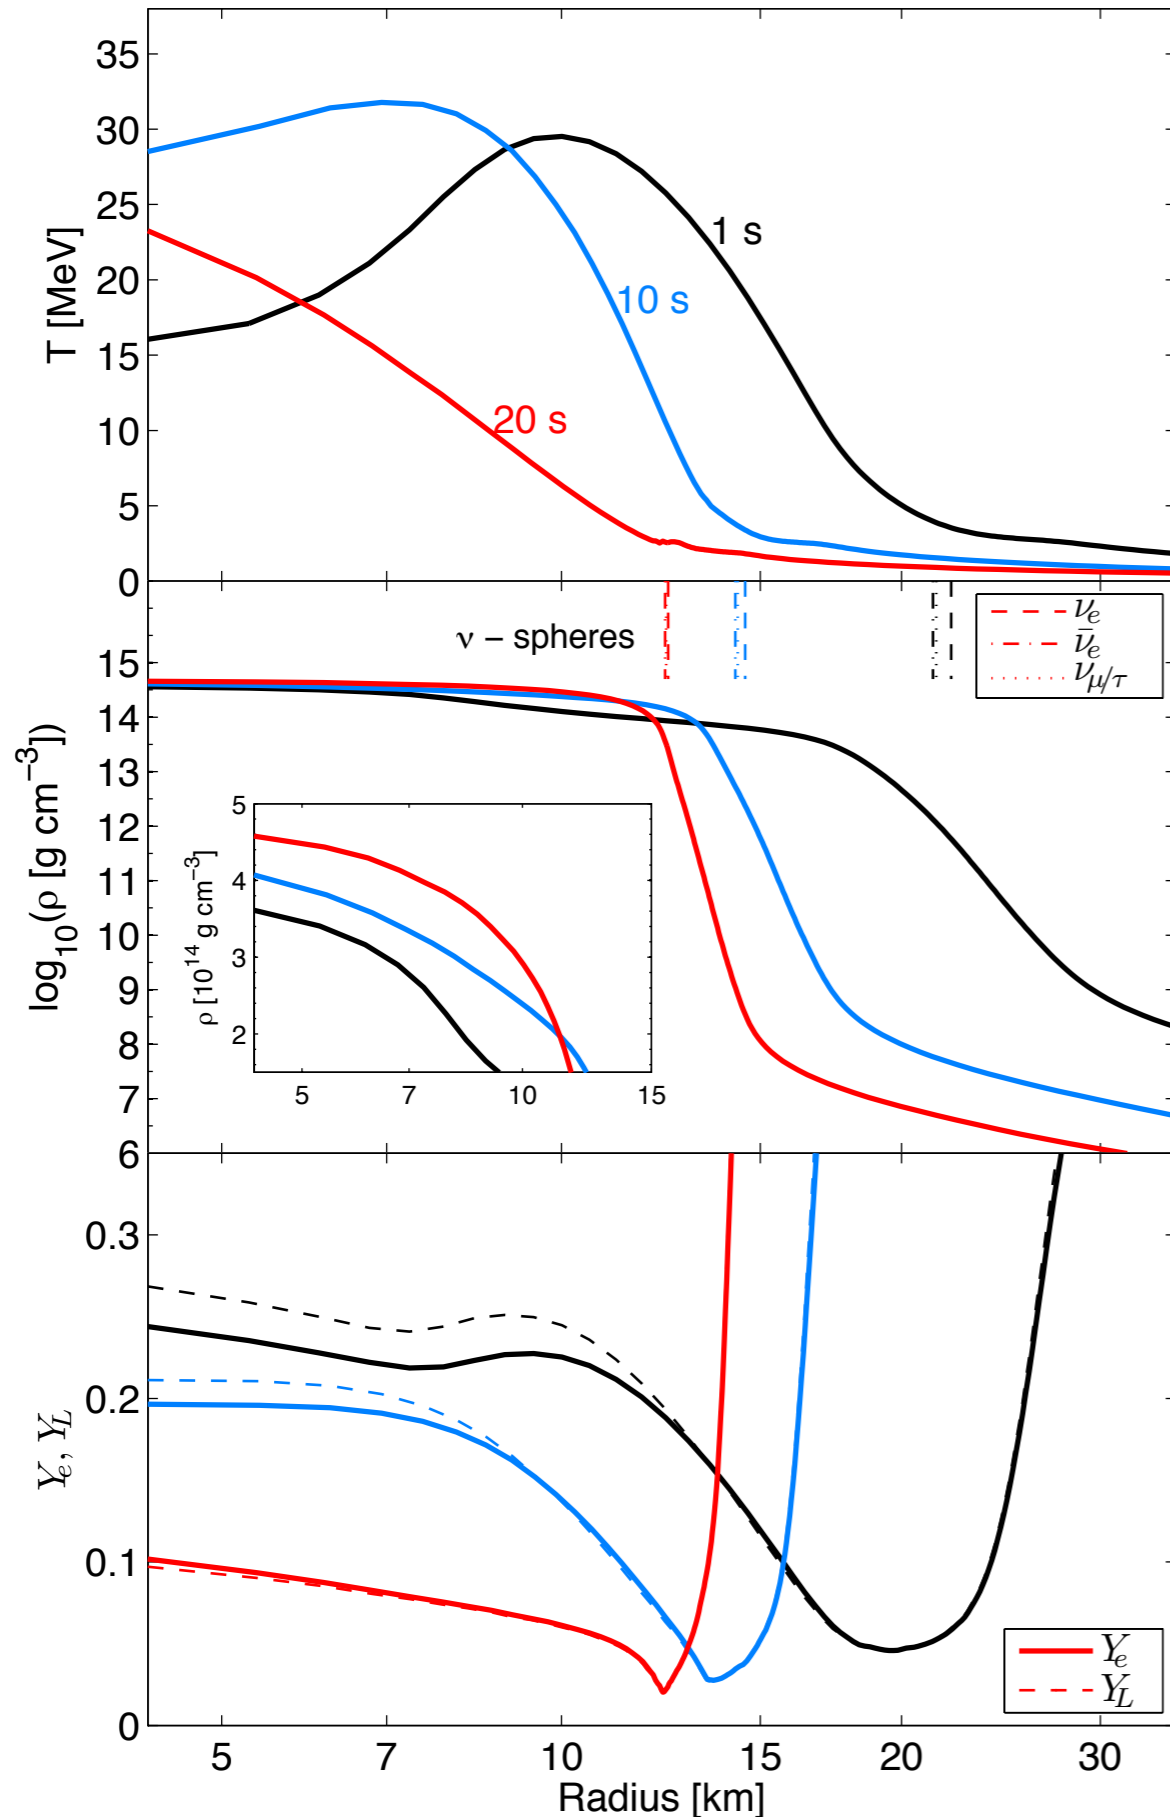 35
30
25
20
15
10
5
0
T [MeV]
1 s
10 s
20 s
ν − spheres
ν_e
ν̄_e
ν_{μ/τ}
15
14
13
12
11
10
9
8
7
6
log₁₀(ρ [g cm⁻³])
5
4
3
2
ρ [10¹⁴ g cm⁻³]
5 7 10 15
0.3
0.2
0.1
0
Y_e, Y_L
Y_e
Y_L
5 7 10 15 20 30
Radius [km]